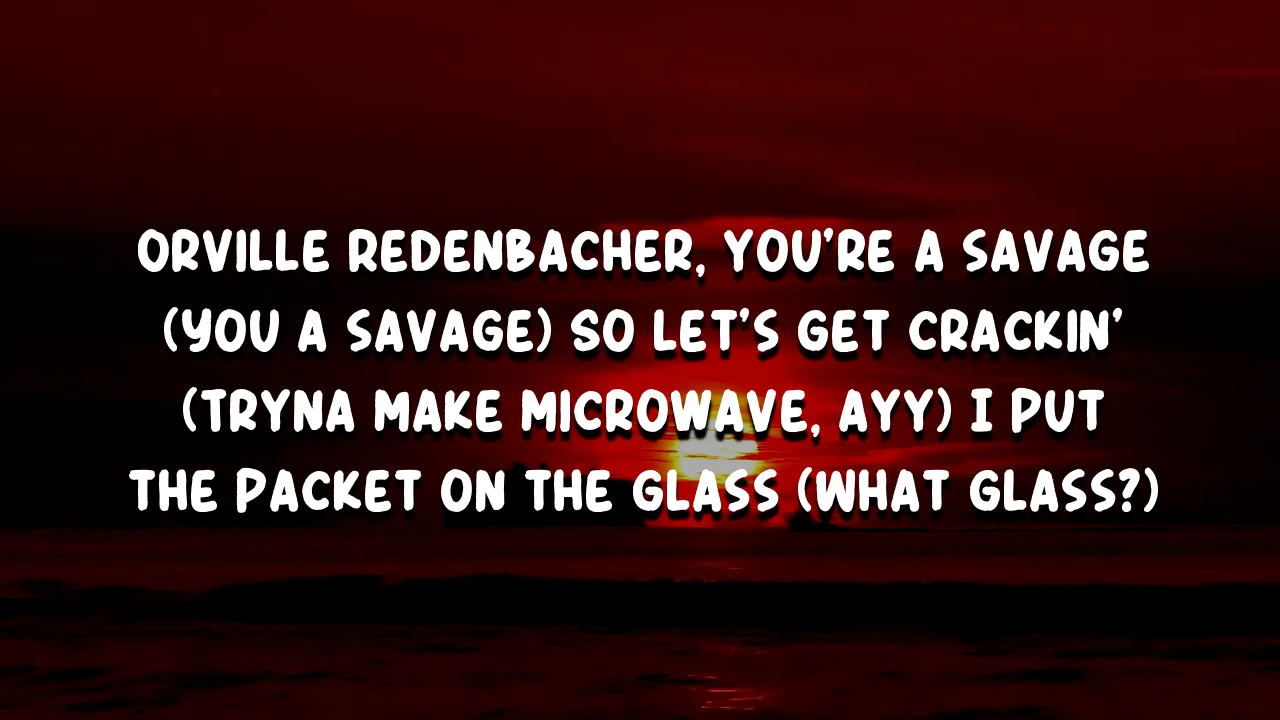 ORVILLE REDENBACHER, YOU'RE A SAVAGE
(YOU A SAVAGE) SO LET'S GET CRACKIN'
(TRYNA MAKE MICROWAVE, AYY) I PUT
THE PACKET ON THE GLASS (WHAT GLASS?)